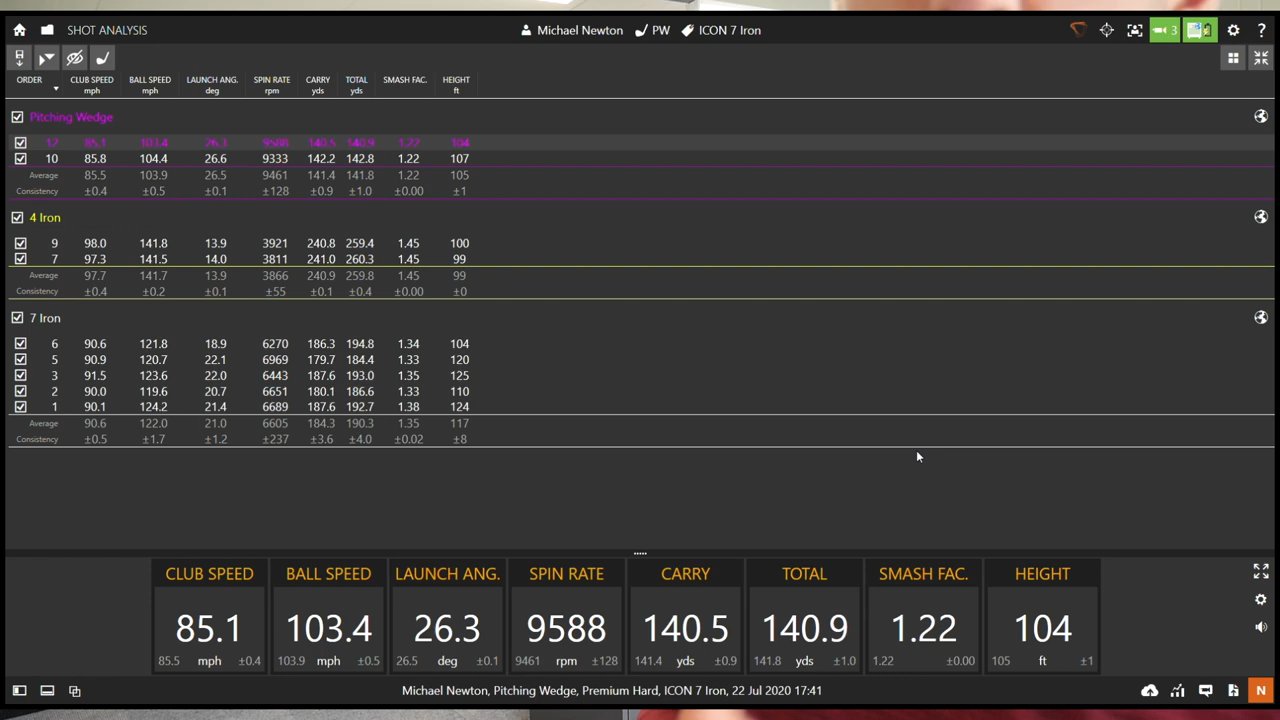 SHOT ANALYSIS Michael Newton PW ICON 7 Iron 3 ?
ORDER CLUB SPEED BALL SPEED LAUNCH ANG. SPIN RATE CARRY TOTAL SMASH FAC. HEIGHT
mph mph deg rpm yds yds ft
Pitching Wedge
12 85.1 103.4 26.3 9588 140.5 140.9 1.22 104
10 85.8 104.4 26.6 9333 142.2 142.8 1.22 107
Average 85.5 103.9 26.5 9461 141.4 141.8 1.22 105
Consistency ±0.4 ±0.5 ±0.1 ±128 ±0.9 ±1.0 ±0.00 ±1
4 Iron
9 98.0 141.8 13.9 3921 240.8 259.4 1.45 100
7 97.3 141.5 14.0 3811 241.0 260.3 1.45 99
Average 97.7 141.7 13.9 3866 240.9 259.8 1.45 99
Consistency ±0.4 ±0.2 ±0.1 ±55 ±0.1 ±0.4 ±0.00 ±0
7 Iron
6 90.6 121.8 18.9 6270 186.3 194.8 1.34 104
5 90.9 120.7 22.1 6969 179.7 184.4 1.33 120
3 91.5 123.6 22.0 6443 187.6 193.0 1.35 125
2 90.0 119.6 20.7 6651 180.1 186.6 1.33 110
1 90.1 124.2 21.4 6689 187.6 192.7 1.38 124
Average 90.6 122.0 21.0 6605 184.3 190.3 1.35 117
Consistency ±0.5 ±1.7 ±1.2 ±237 ±3.6 ±4.0 ±0.02 ±8
CLUB SPEED BALL SPEED LAUNCH ANG. SPIN RATE CARRY TOTAL SMASH FAC. HEIGHT
85.1 103.4 26.3 9588 140.5 140.9 1.22 104
85.5 mph ±0.4 103.9 mph ±0.5 26.5 deg ±0.1 9461 rpm ±128 141.4 yds ±0.9 141.8 yds ±1.0 1.22 ±0.00 105 ft ±1
Michael Newton, Pitching Wedge, Premium Hard, ICON 7 Iron, 22 Jul 2020 17:41 N